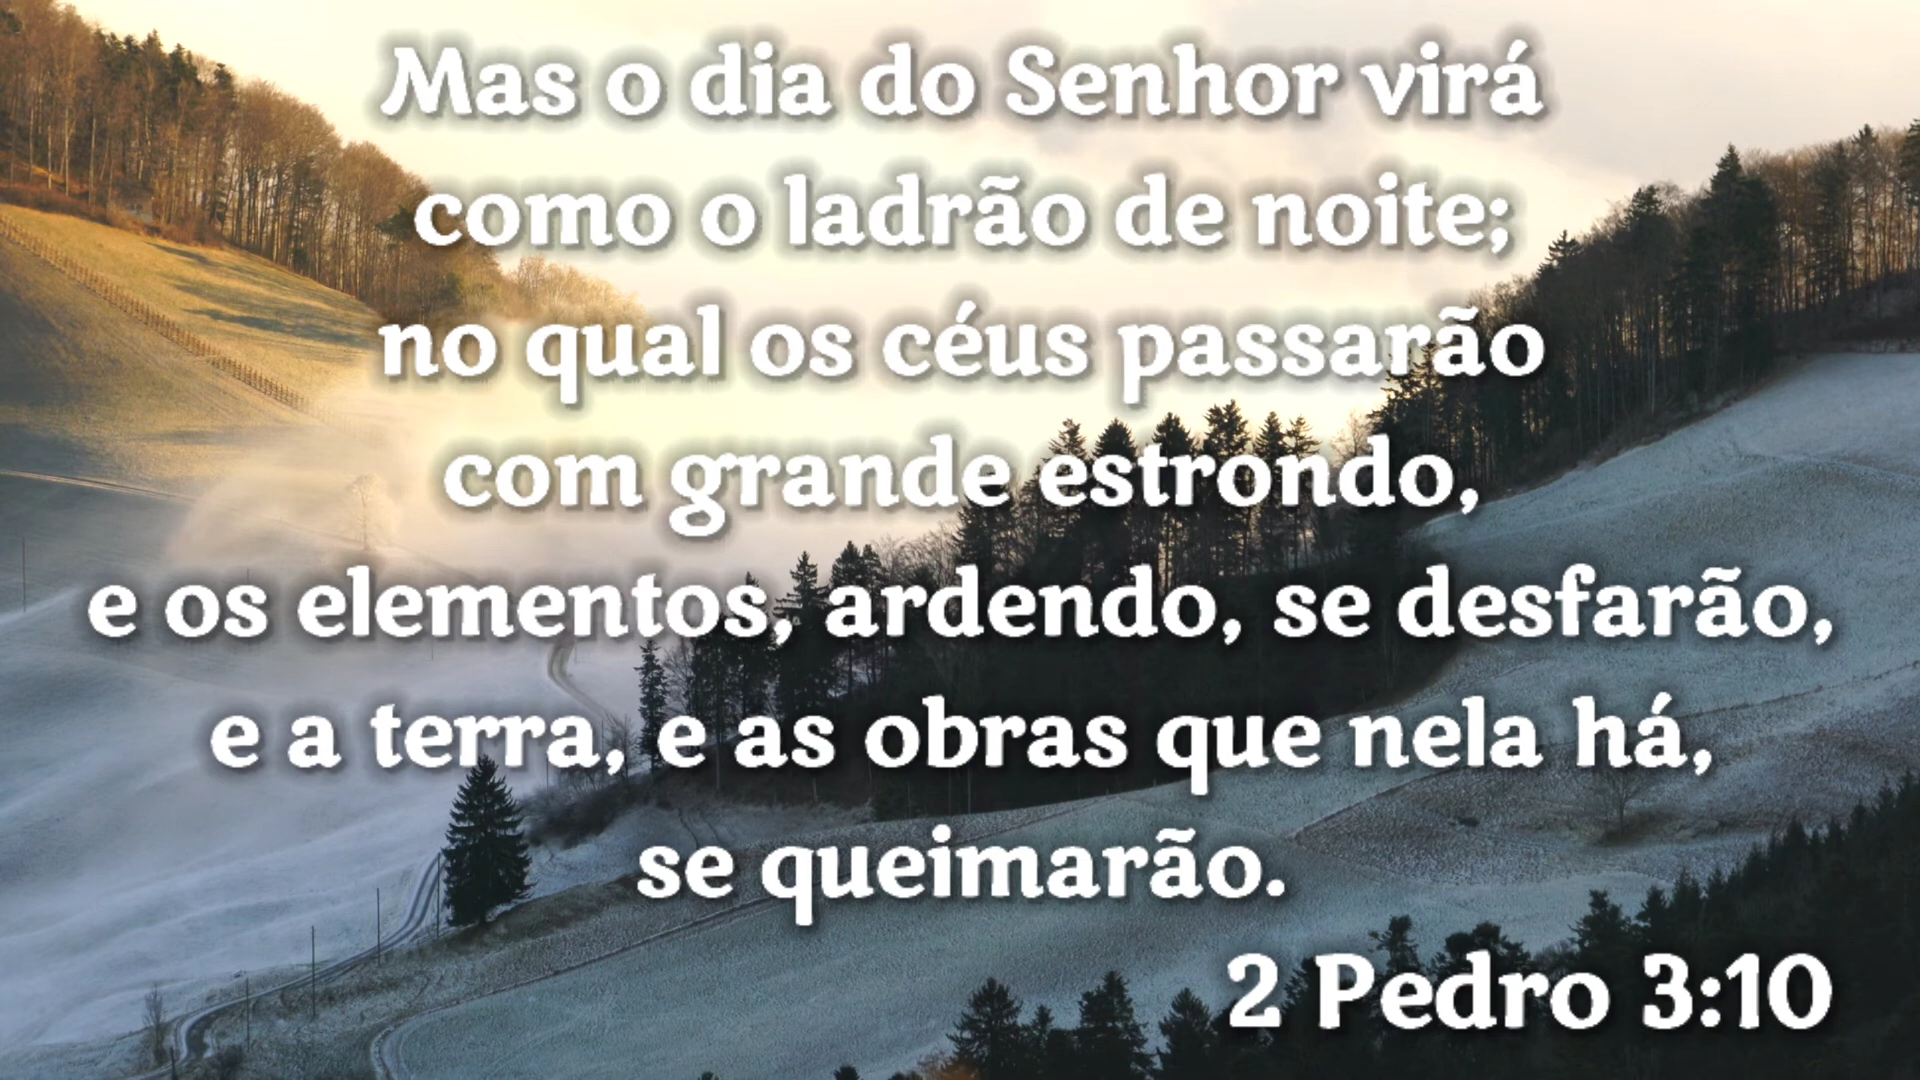 Mas o dia do Senhor virá
como o ladrão de noite;
no qual os céus passarão
com grande estrondo,
e os elementos, ardendo, se desfarão,
e a terra, e as obras que nela há,
se queimarão.
2 Pedro 3:10